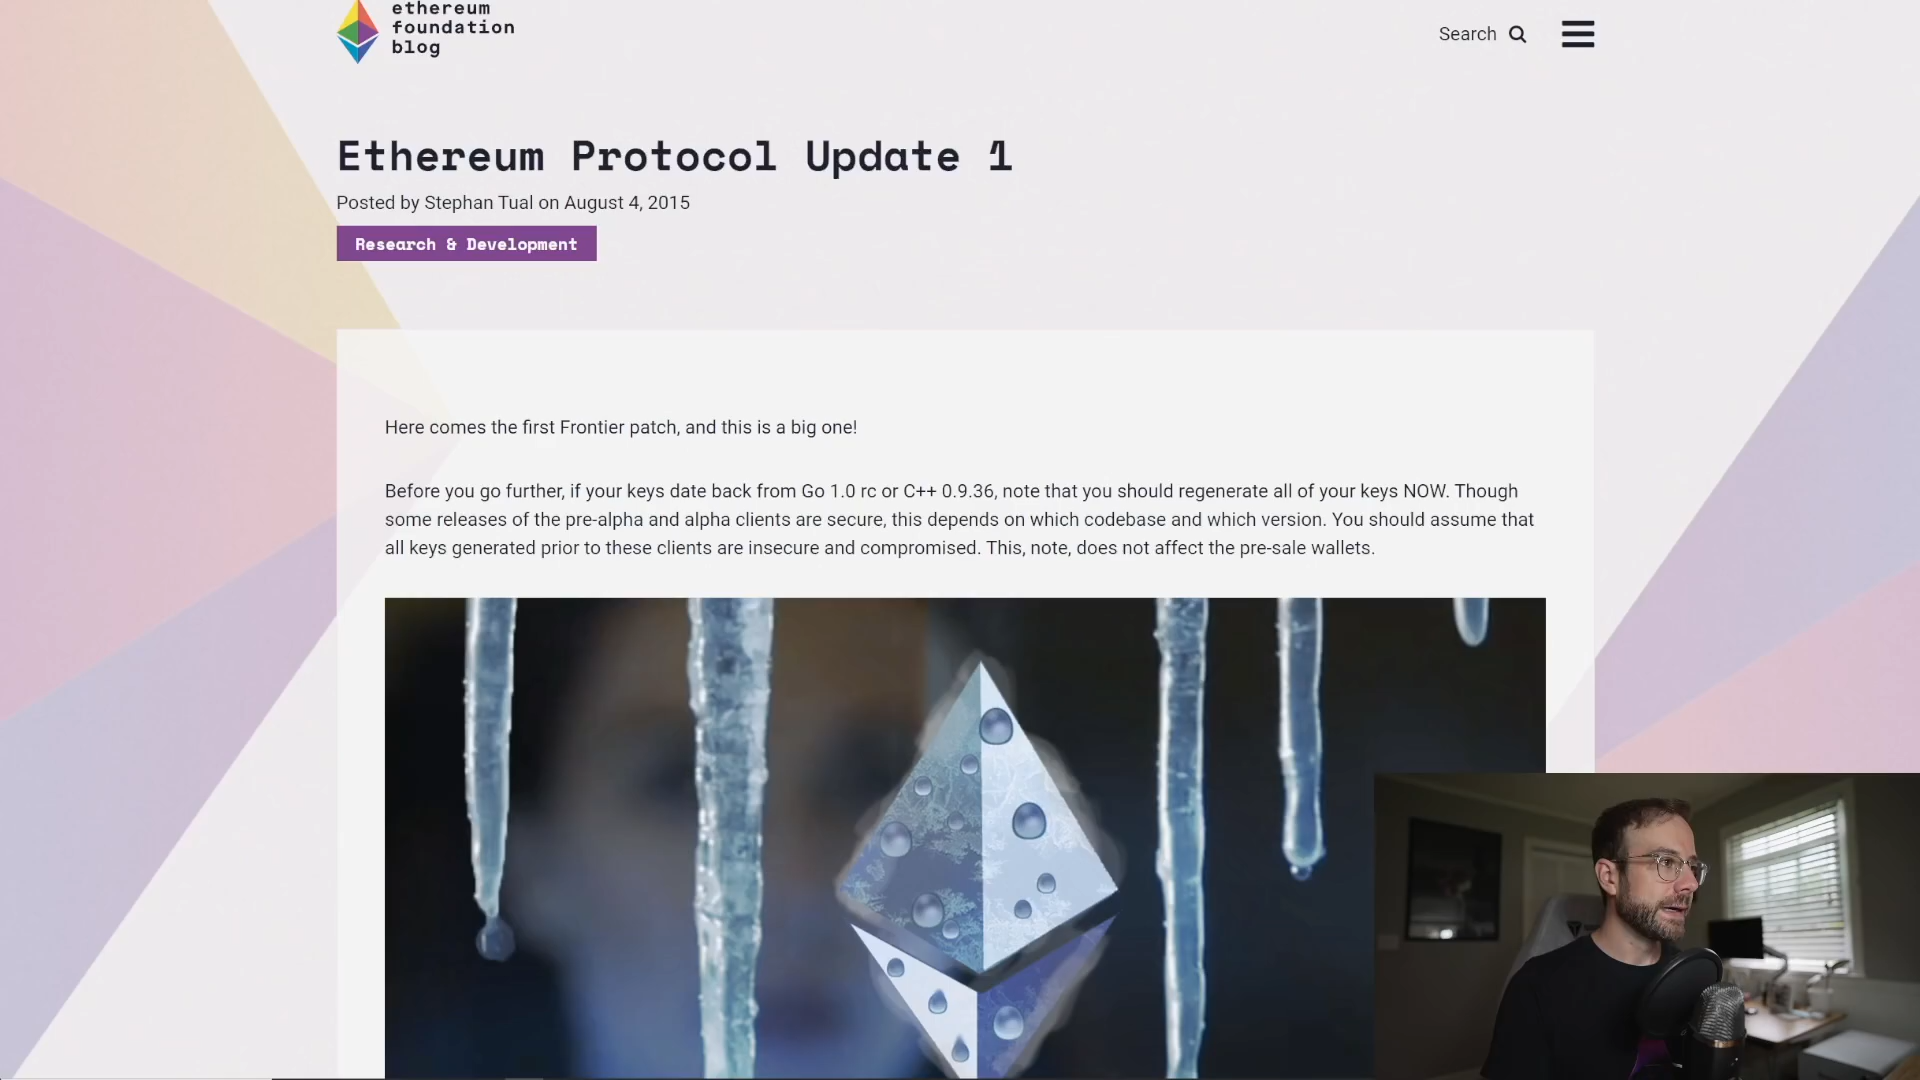 ethereum
foundation
blog
Search
Ethereum Protocol Update 1
Posted by Stephan Tual on August 4, 2015
Research & Development
Here comes the first Frontier patch, and this is a big one!
Before you go further, if your keys date back from Go 1.0 rc or C++ 0.9.36, note that you should regenerate all of your keys NOW. Though
some releases of the pre-alpha and alpha clients are secure, this depends on which codebase and which version. You should assume that
all keys generated prior to these clients are insecure and compromised. This, note, does not affect the pre-sale wallets.